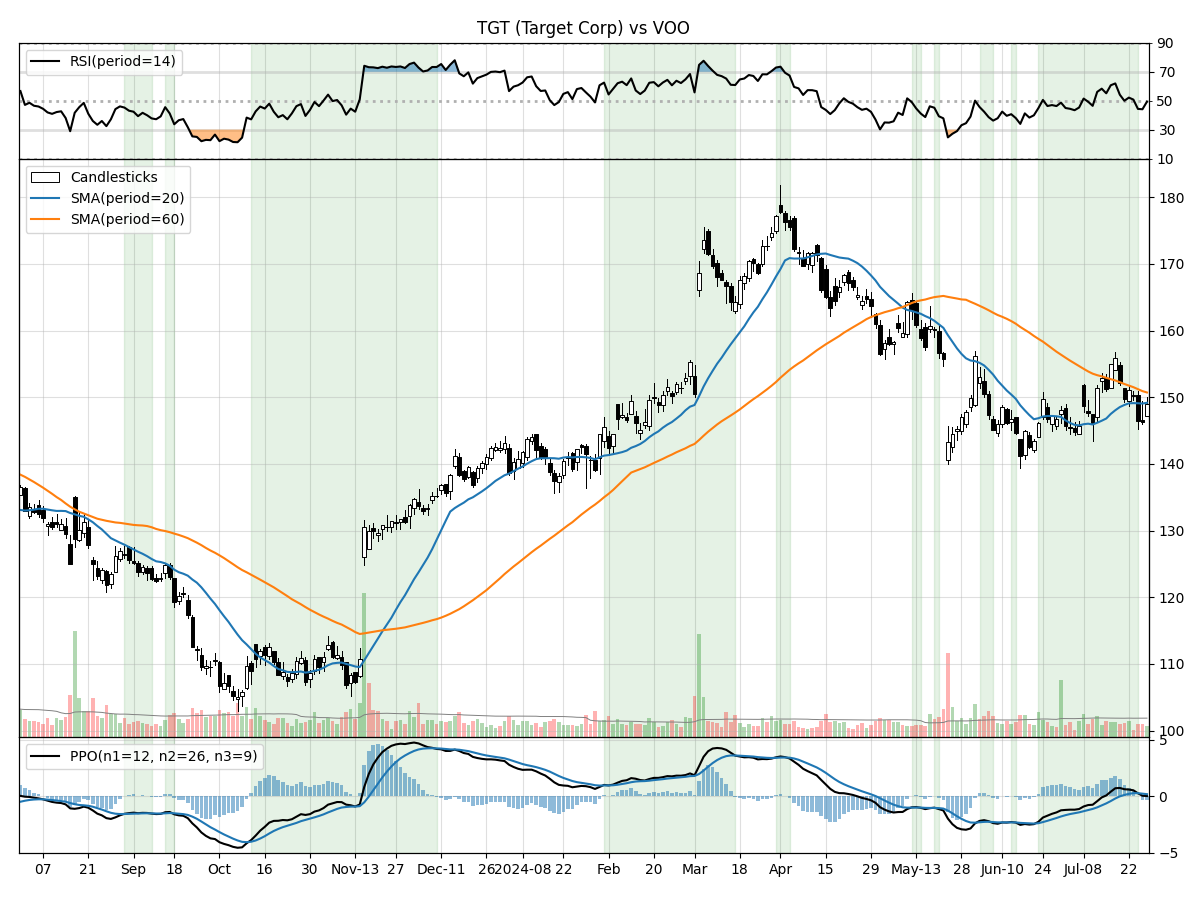 TGT (Target Corp) vs VOO
RSI(period=14)
90
70
50
30
10
Candlesticks
SMA(period=20)
SMA(period=60)
180
170
160
150
140
130
120
110
100
PPO(n1=12, n2=26, n3=9)
5
0
−5
07 21 Sep 18 Oct 16 30 Nov-13 27 Dec-11 26 2024-08 22 Feb 20 Mar 18 Apr 15 29 May-13 28 Jun-10 24 Jul-08 22